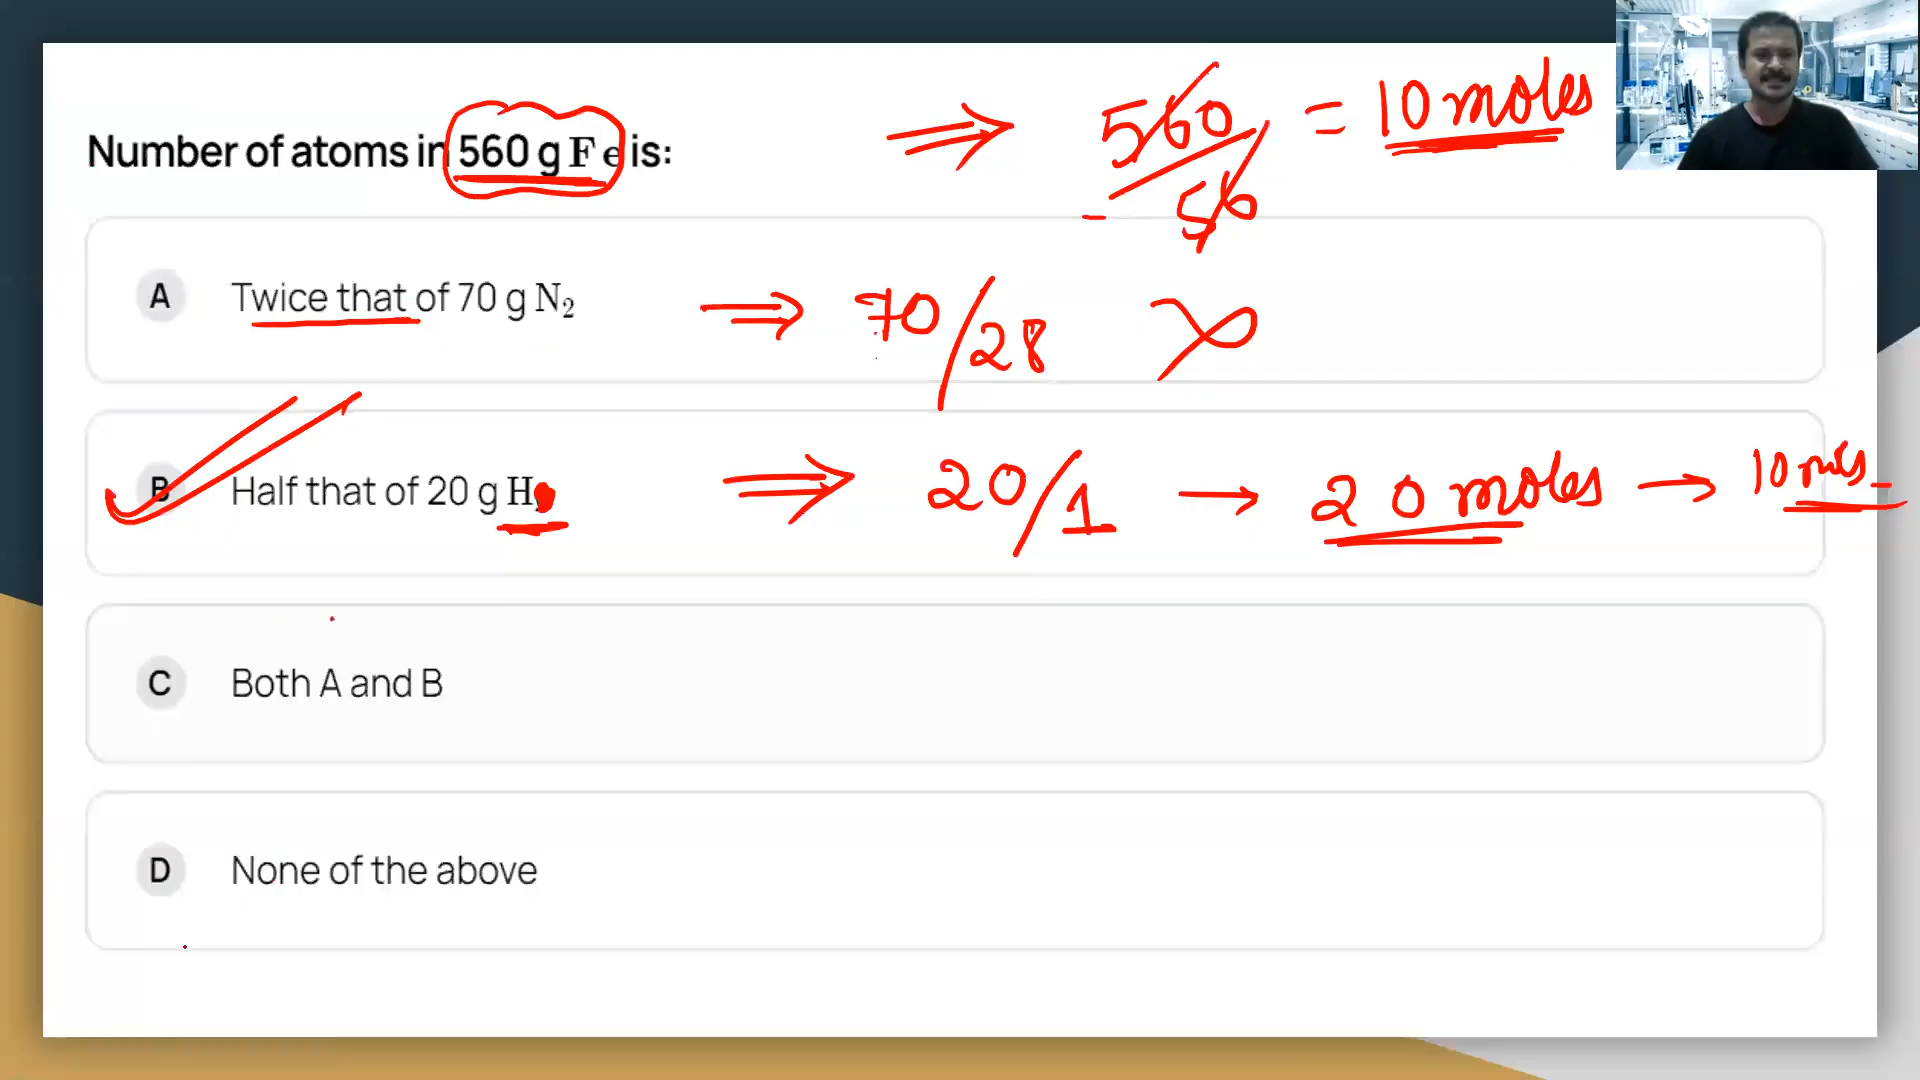 Number of atoms in 560 g Fe is:
⇒ 560/56 = 10 moles
A Twice that of 70 g N₂
⇒ 70/28
B Half that of 20 g H
⇒ 20/1 → 20 moles → 10 moles
C Both A and B
D None of the above